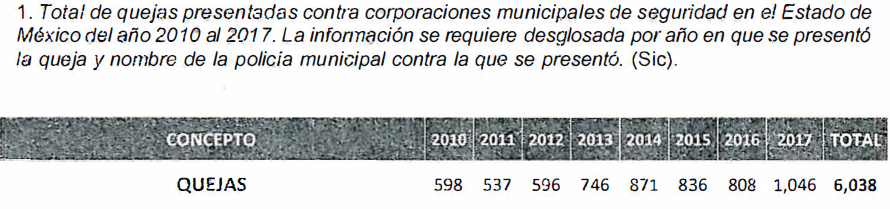 1. Total de quejas presentadas contra corporaciones municipales de seguridad en el Estado de
México del año 2010 al 2017. La información se requiere desglosada por año en que se presentó
la queja y nombre de la policía municipal contra la que se presentó. (Sic).
CONCEPTO 2010 2011 2012 2013 2014 2015 2016 2017 TOTAL
QUEJAS 598 537 596 746 871 836 808 1,046 6,038